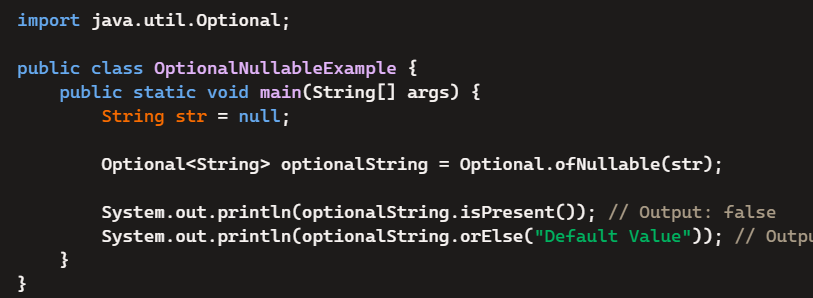 import java.util.Optional;
public class OptionalNullableExample {
    public static void main(String[] args) {
        String str = null;
        Optional<String> optionalString = Optional.ofNullable(str);
        System.out.println(optionalString.isPresent()); // Output: false
        System.out.println(optionalString.orElse("Default Value")); //
    }
}